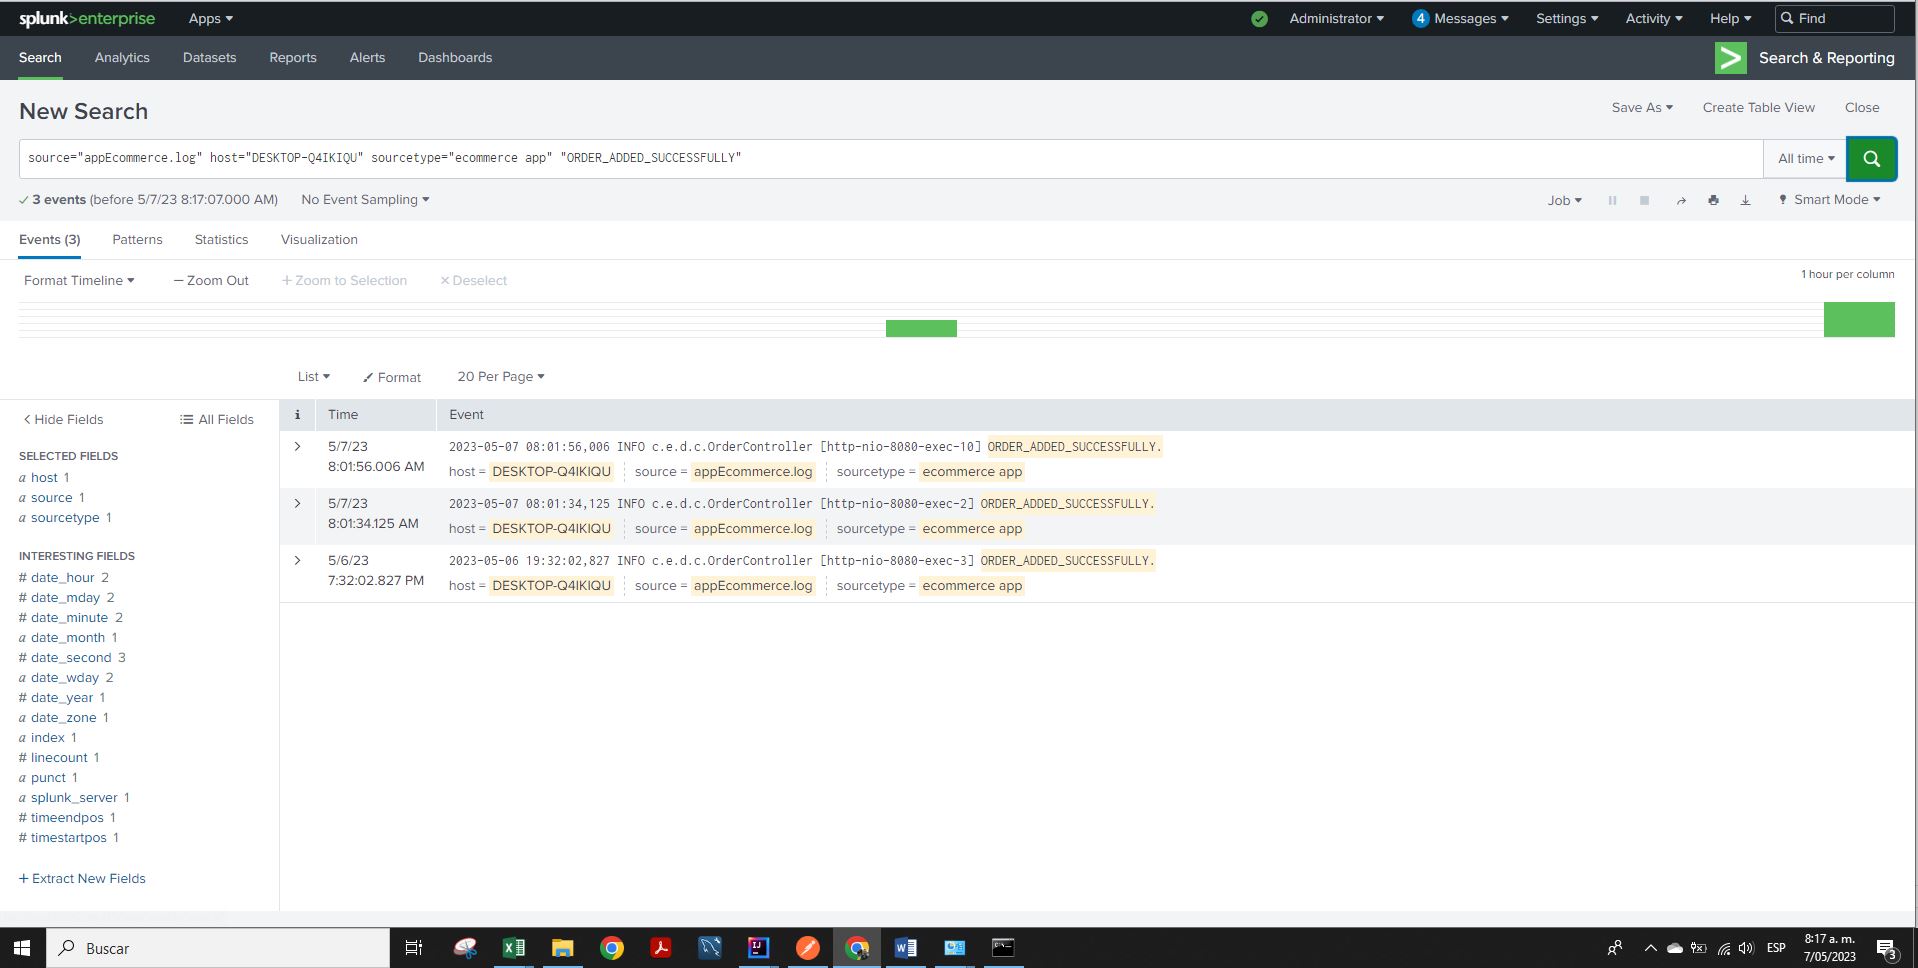 splunk>enterprise Apps Administrator 4 Messages Settings Activity Help Find
Search Analytics Datasets Reports Alerts Dashboards > Search & Reporting
New Search Save As Create Table View Close
source="appEcommerce.log" host="DESKTOP-Q4IKIQU" sourcetype="ecommerce app" "ORDER_ADDED_SUCCESSFULLY" All time
✓ 3 events (before 5/7/23 8:17:07.000 AM) No Event Sampling Job Smart Mode
Events (3) Patterns Statistics Visualization
Format Timeline — Zoom Out + Zoom to Selection × Deselect 1 hour per column
List Format 20 Per Page
< Hide Fields All Fields
SELECTED FIELDS
a host 1
a source 1
a sourcetype 1
INTERESTING FIELDS
# date_hour 2
# date_mday 2
# date_minute 2
a date_month 1
# date_second 3
a date_wday 2
# date_year 1
a date_zone 1
a index 1
# linecount 1
a punct 1
a splunk_server 1
# timeendpos 1
# timestartpos 1
+ Extract New Fields
i Time Event
> 5/7/23 2023-05-07 08:01:56,006 INFO c.e.d.c.OrderController [http-nio-8080-exec-10] ORDER_ADDED_SUCCESSFULLY.
8:01:56.006 AM host = DESKTOP-Q4IKIQU source = appEcommerce.log sourcetype = ecommerce app
> 5/7/23 2023-05-07 08:01:34,125 INFO c.e.d.c.OrderController [http-nio-8080-exec-2] ORDER_ADDED_SUCCESSFULLY.
8:01:34.125 AM host = DESKTOP-Q4IKIQU source = appEcommerce.log sourcetype = ecommerce app
> 5/6/23 2023-05-06 19:32:02,827 INFO c.e.d.c.OrderController [http-nio-8080-exec-3] ORDER_ADDED_SUCCESSFULLY.
7:32:02.827 PM host = DESKTOP-Q4IKIQU source = appEcommerce.log sourcetype = ecommerce app
Buscar ESP 8:17 a. m.
7/05/2023 3